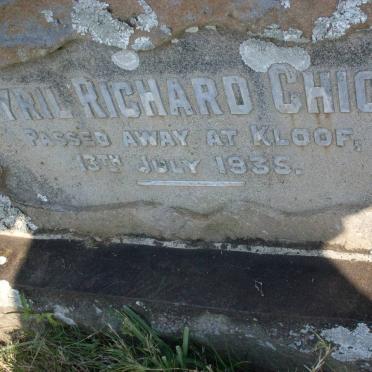 YRIL RICHARD CHIC
PASSED AWAY AT KLOOF,
13TH JULY 1935.